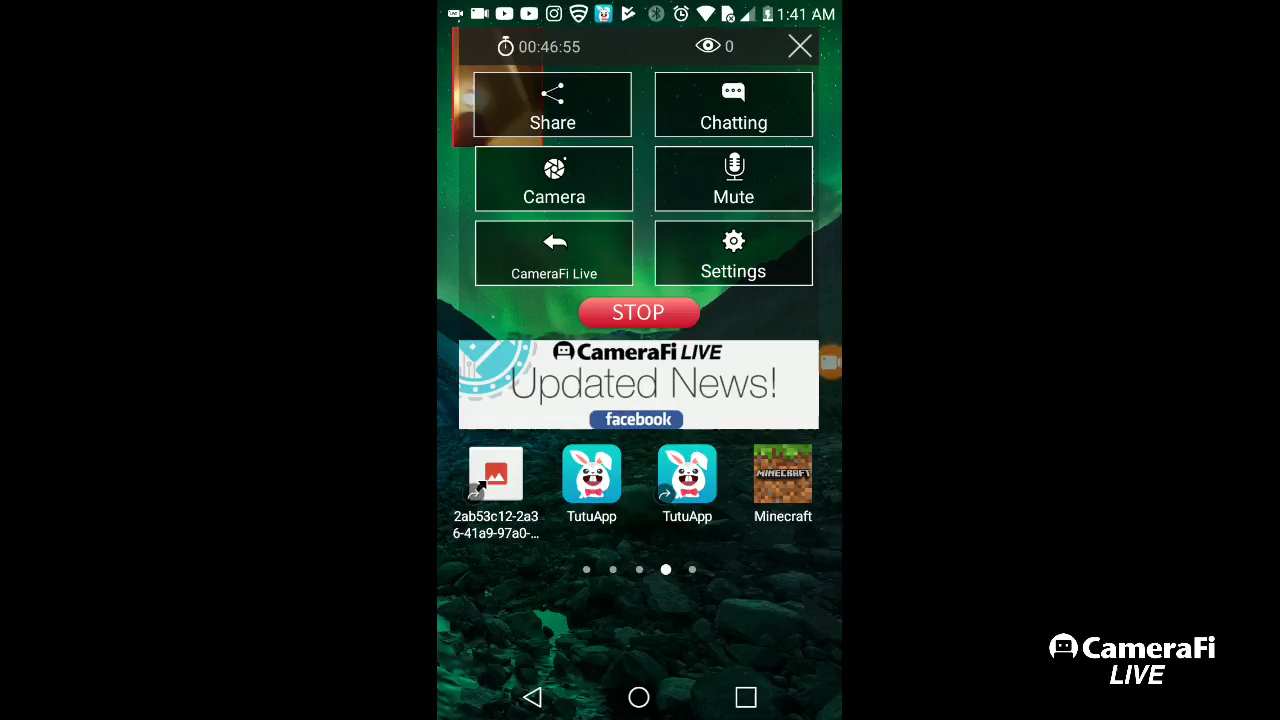 1:41 AM
00:46:55 0
Share Chatting
Camera Mute
CameraFi Live Settings
STOP
CameraFi LIVE
Updated News!
facebook
MINECRAFT
2ab53c12-2a3 TutuApp TutuApp Minecraft
6-41a9-97a0-...
CameraFi
LIVE